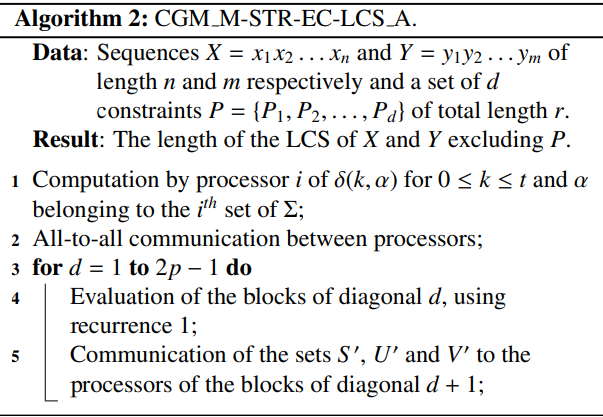 Algorithm 2: CGM_M-STR-EC-LCS_A.
Data: Sequences X = x₁x₂ . . . xₙ and Y = y₁y₂ . . . yₘ of
length n and m respectively and a set of d
constraints P = {P₁, P₂, . . . , P_d} of total length r.
Result: The length of the LCS of X and Y excluding P.
1 Computation by processor i of δ(k, α) for 0 ≤ k ≤ t and α
belonging to the iᵗʰ set of Σ;
2 All-to-all communication between processors;
3 for d = 1 to 2p − 1 do
4 Evaluation of the blocks of diagonal d, using
recurrence 1;
5 Communication of the sets S′, U′ and V′ to the
processors of the blocks of diagonal d + 1;